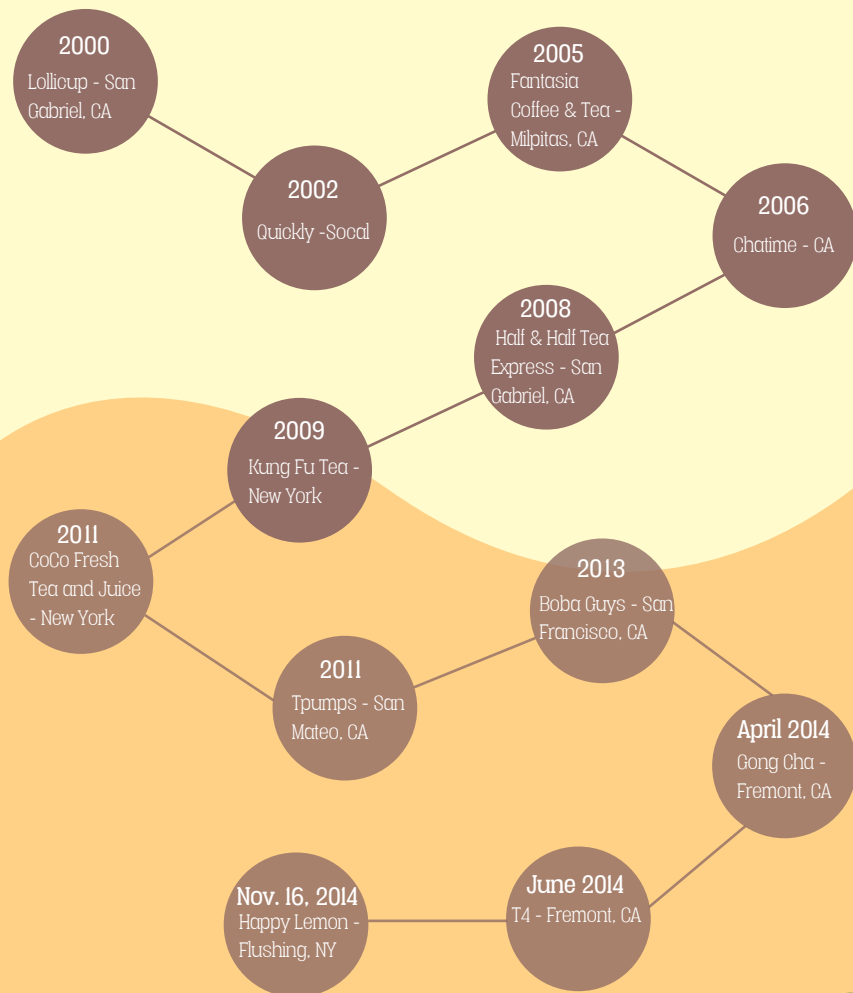 2000
Lollicup - San
Gabriel, CA
2002
Quickly -Socal
2005
Fantasia
Coffee & Tea -
Milpitas, CA
2006
Chatime - CA
2008
Half & Half Tea
Express - San
Gabriel, CA
2009
Kung Fu Tea -
New York
2011
CoCo Fresh
Tea and Juice
- New York
2011
Tpumps - San
Mateo, CA
2013
Boba Guys - San
Francisco, CA
April 2014
Gong Cha -
Fremont, CA
June 2014
T4 - Fremont, CA
Nov. 16, 2014
Happy Lemon -
Flushing, NY